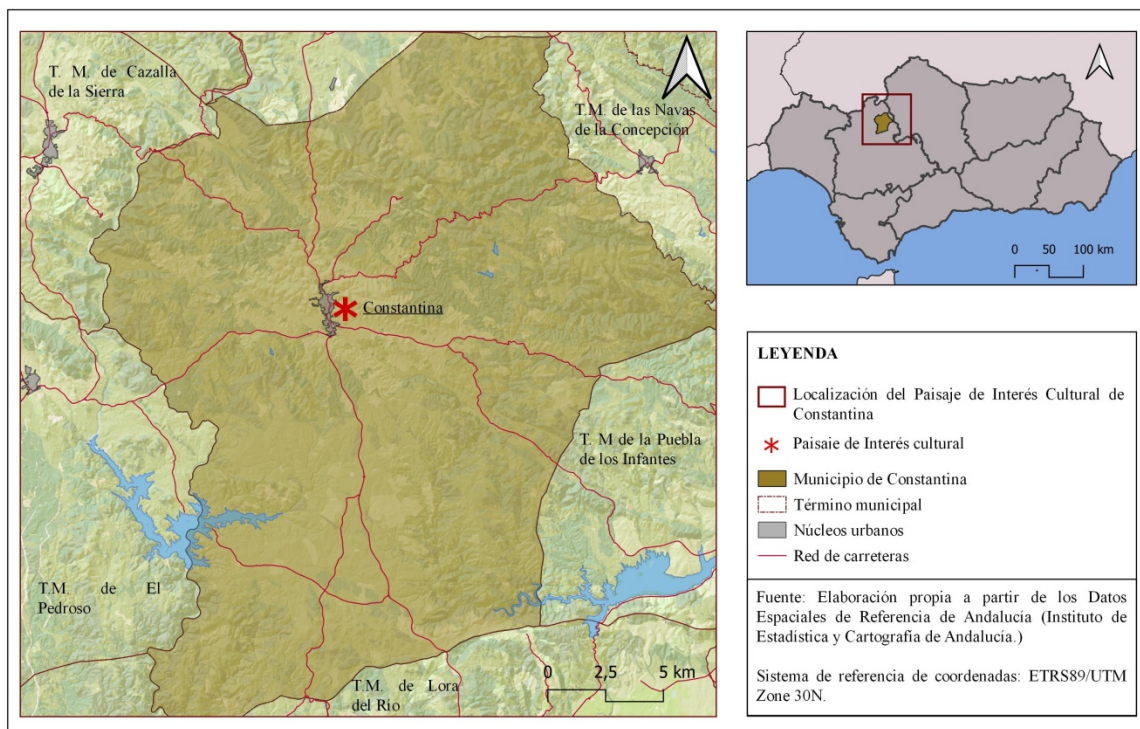 T. M. de Cazalla
de la Sierra
T.M. de las Navas
de la Concepción
Constantina
T. M de la Puebla
de los Infantes
T.M. de El
Pedroso
T.M. de Lora
del Río
0 2,5 5 km
0 50 100 km
LEYENDA
Localización del Paisaje de Interés Cultural de
Constantina
Paisaie de Interés cultural
Municipio de Constantina
Término municipal
Núcleos urbanos
Red de carreteras
Fuente: Elaboración propia a partir de los Datos
Espaciales de Referencia de Andalucía (Instituto de
Estadística y Cartografía de Andalucía.)
Sistema de referencia de coordenadas: ETRS89/UTM
Zone 30N.